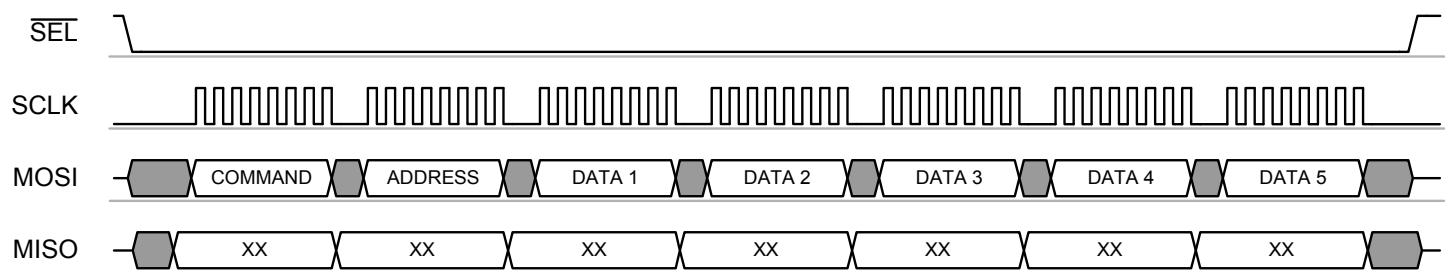 SEL
SCLK
MOSI COMMAND ADDRESS DATA 1 DATA 2 DATA 3 DATA 4 DATA 5
MISO XX XX XX XX XX XX XX